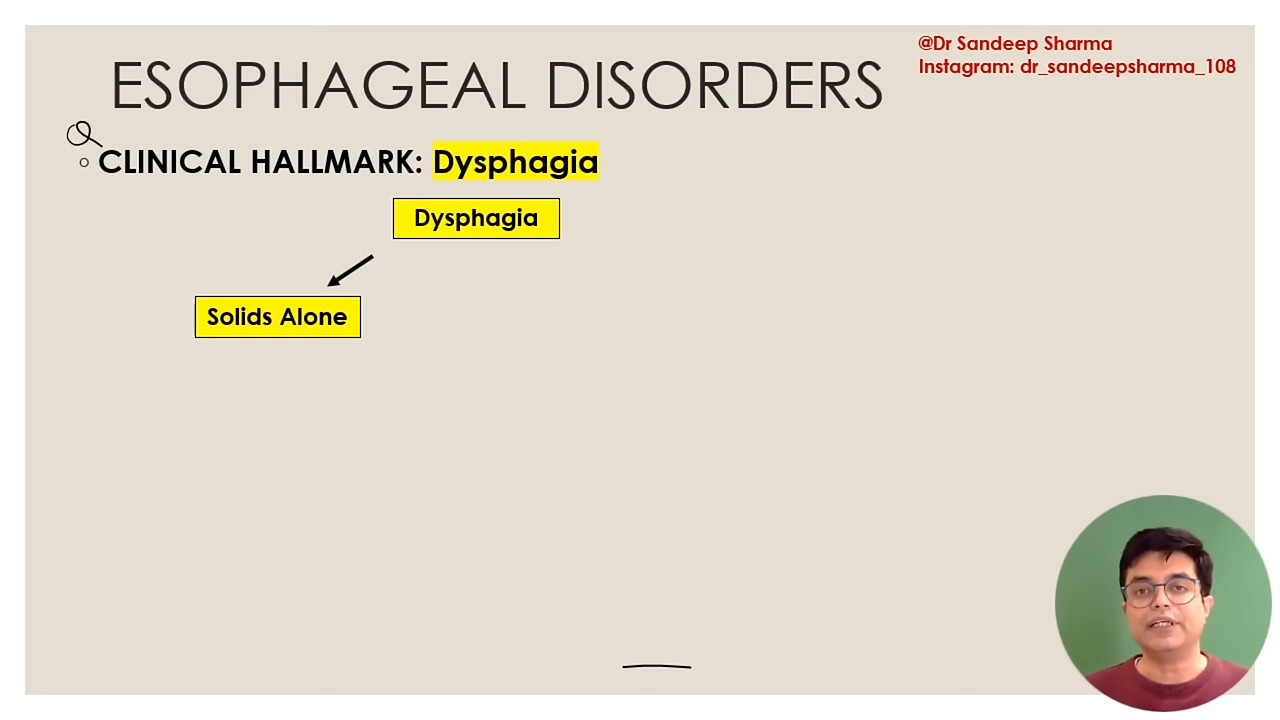 @Dr Sandeep Sharma
Instagram: dr_sandeepsharma_108
ESOPHAGEAL DISORDERS
CLINICAL HALLMARK: Dysphagia
Dysphagia
Solids Alone